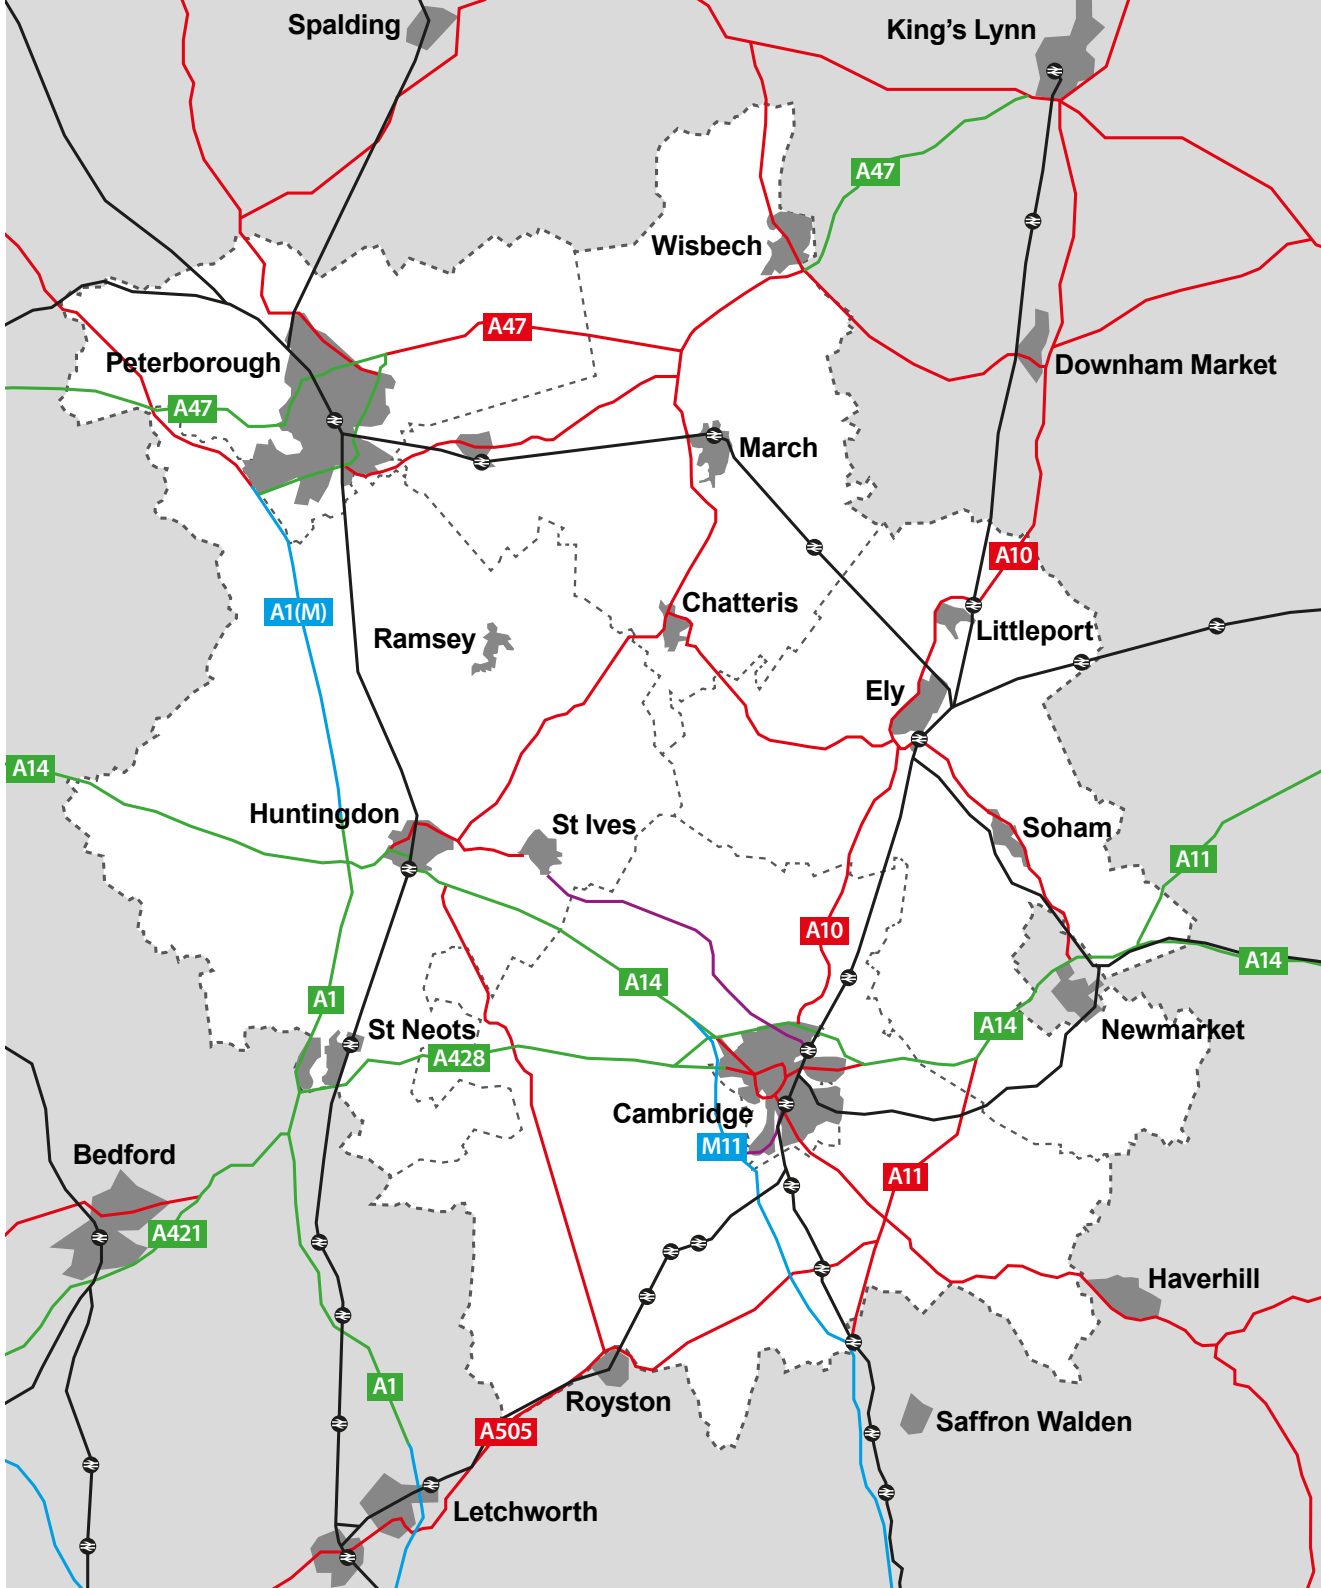 Spalding
King's Lynn
A47
Wisbech
A47
Peterborough
Downham Market
A47
March
A10
A1(M)
Chatteris
Ramsey
Littleport
Ely
A14
Huntingdon
St Ives
Soham
A11
A10
A14
A14
A1
A14
St Neots
Newmarket
A428
Cambridge
M11
Bedford
A11
A421
Haverhill
A1
Royston
Saffron Walden
A505
Letchworth